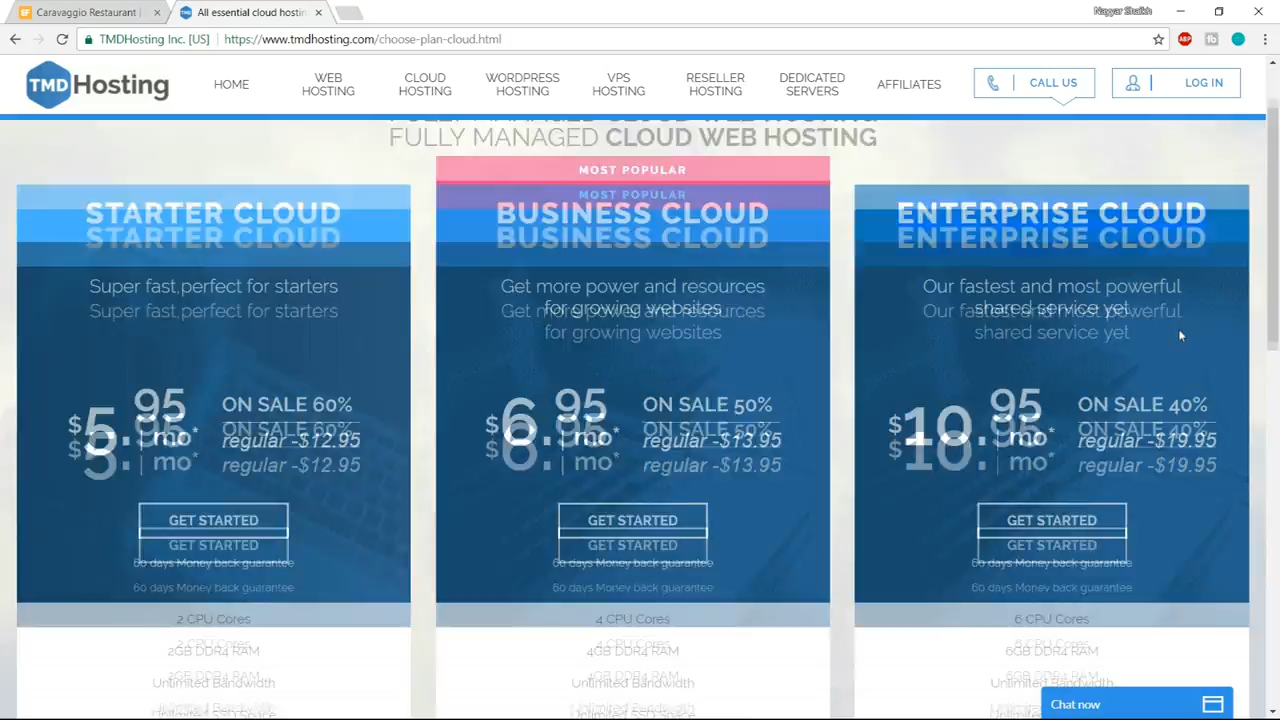 Caravaggio Restaurant |
All essential cloud hostin
Nayyar Shaikh
TMDHosting Inc. [US]
https://www.tmdhosting.com/choose-plan-cloud.html
ABP
TMDHosting
HOME
WEB HOSTING
CLOUD HOSTING
WORDPRESS HOSTING
VPS HOSTING
RESELLER HOSTING
DEDICATED SERVERS
AFFILIATES
CALL US
LOG IN
FULLY MANAGED CLOUD WEB HOSTING
MOST POPULAR
STARTER CLOUD
Super fast,perfect for starters
$5.95 mo*
ON SALE 60%
regular -$12.95
GET STARTED
60 days Money back guarantee
2 CPU Cores
2GB DDR4 RAM
Unlimited Bandwidth
Unlimited SSD Space
BUSINESS CLOUD
Get more power and resources
for growing websites
$6.95 mo*
ON SALE 50%
regular -$13.95
GET STARTED
60 days Money back guarantee
4 CPU Cores
4GB DDR4 RAM
Unlimited Bandwidth
Unlimited SSD Space
ENTERPRISE CLOUD
Our fastest and most powerful
shared service yet
$10.95 mo*
ON SALE 40%
regular -$19.95
GET STARTED
60 days Money back guarantee
6 CPU Cores
6GB DDR4 RAM
Unlimited Bandwidth
Chat now